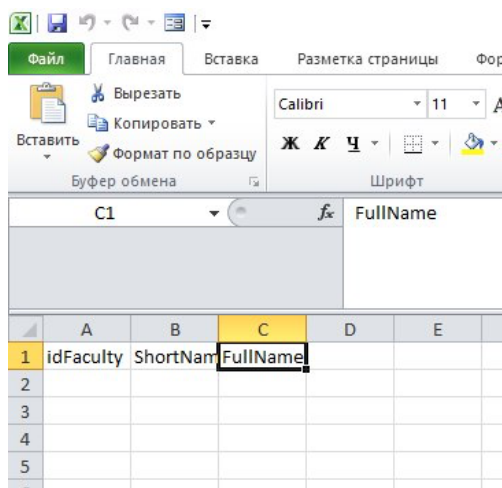 Файл Главная Вставка Разметка страницы Фор
Вырезать
Копировать
Формат по образцу
Вставить
Буфер обмена
Calibri 11 A
Ж К Ч
Шрифт
C1 fx FullName
A B C D E
1 idFaculty ShortNam FullName
2
3
4
5